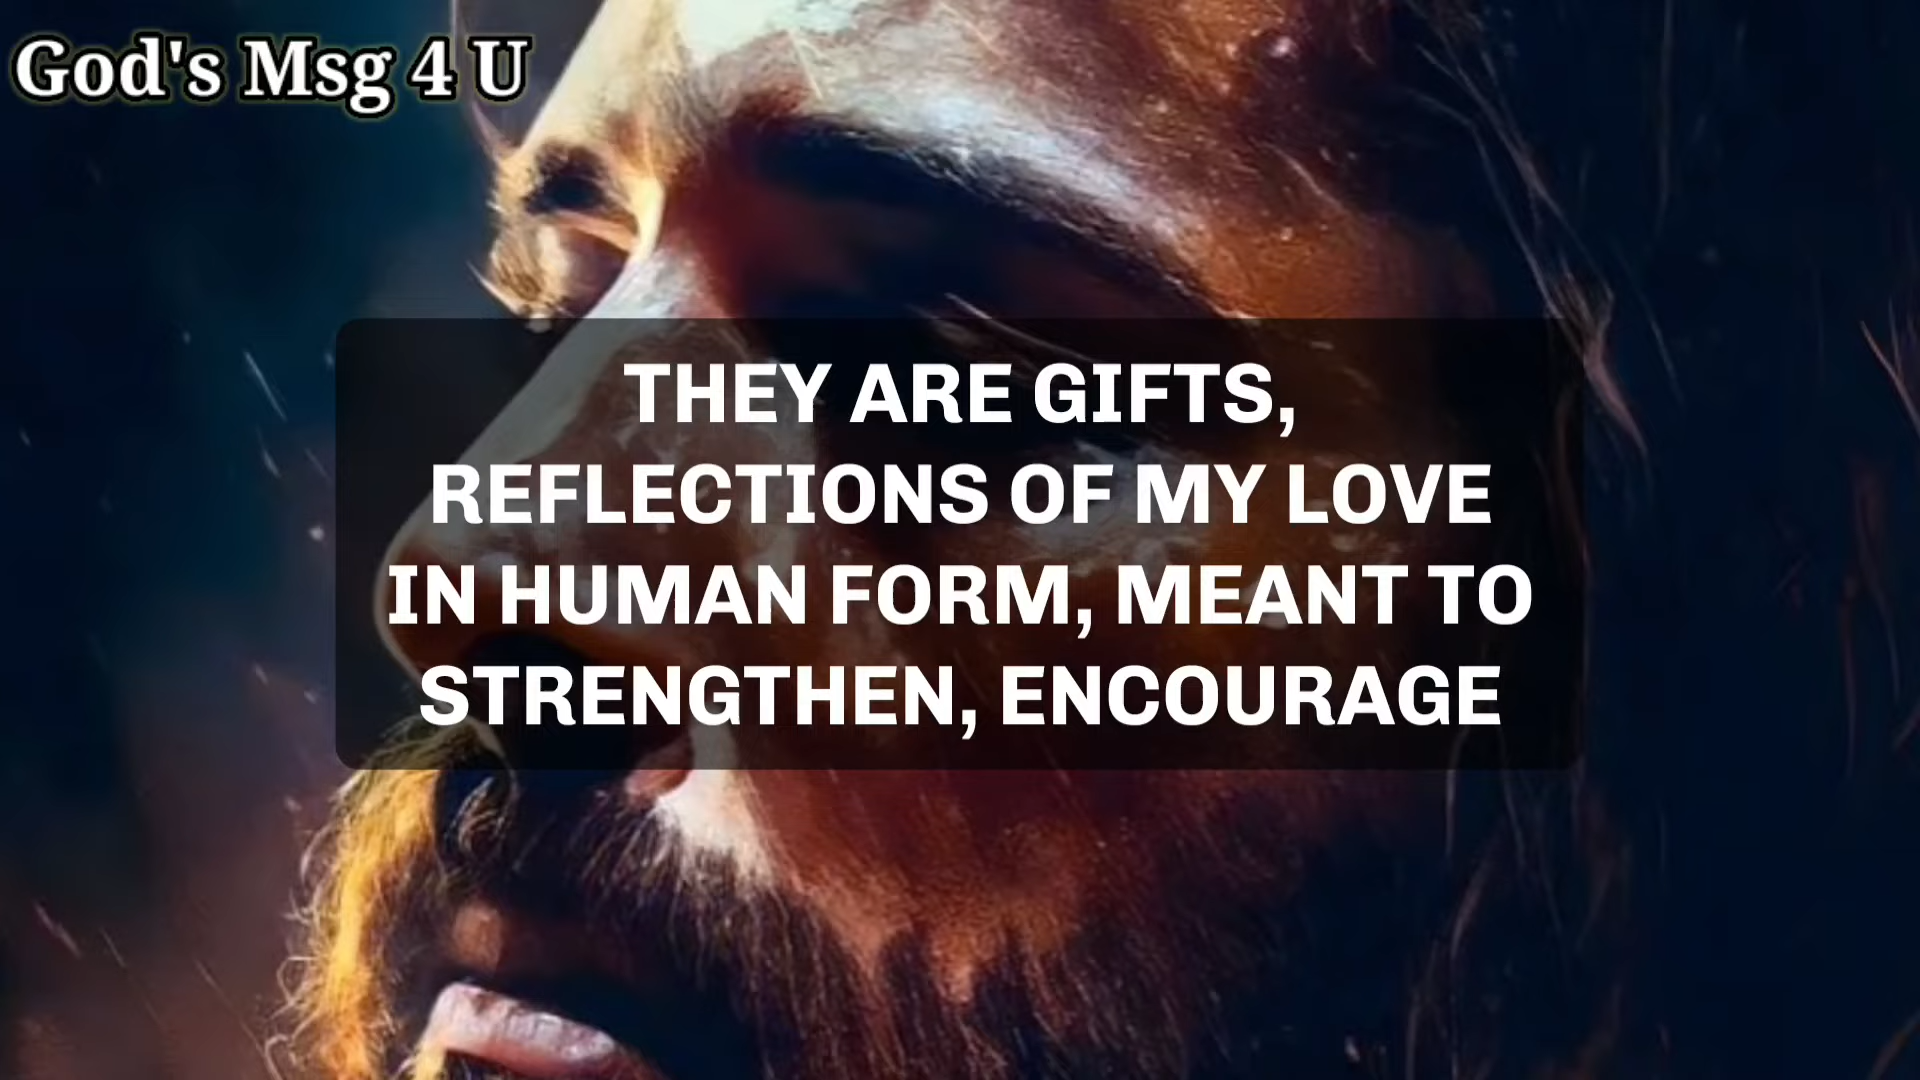 God's Msg 4 U
THEY ARE GIFTS,
REFLECTIONS OF MY LOVE
IN HUMAN FORM, MEANT TO
STRENGTHEN, ENCOURAGE